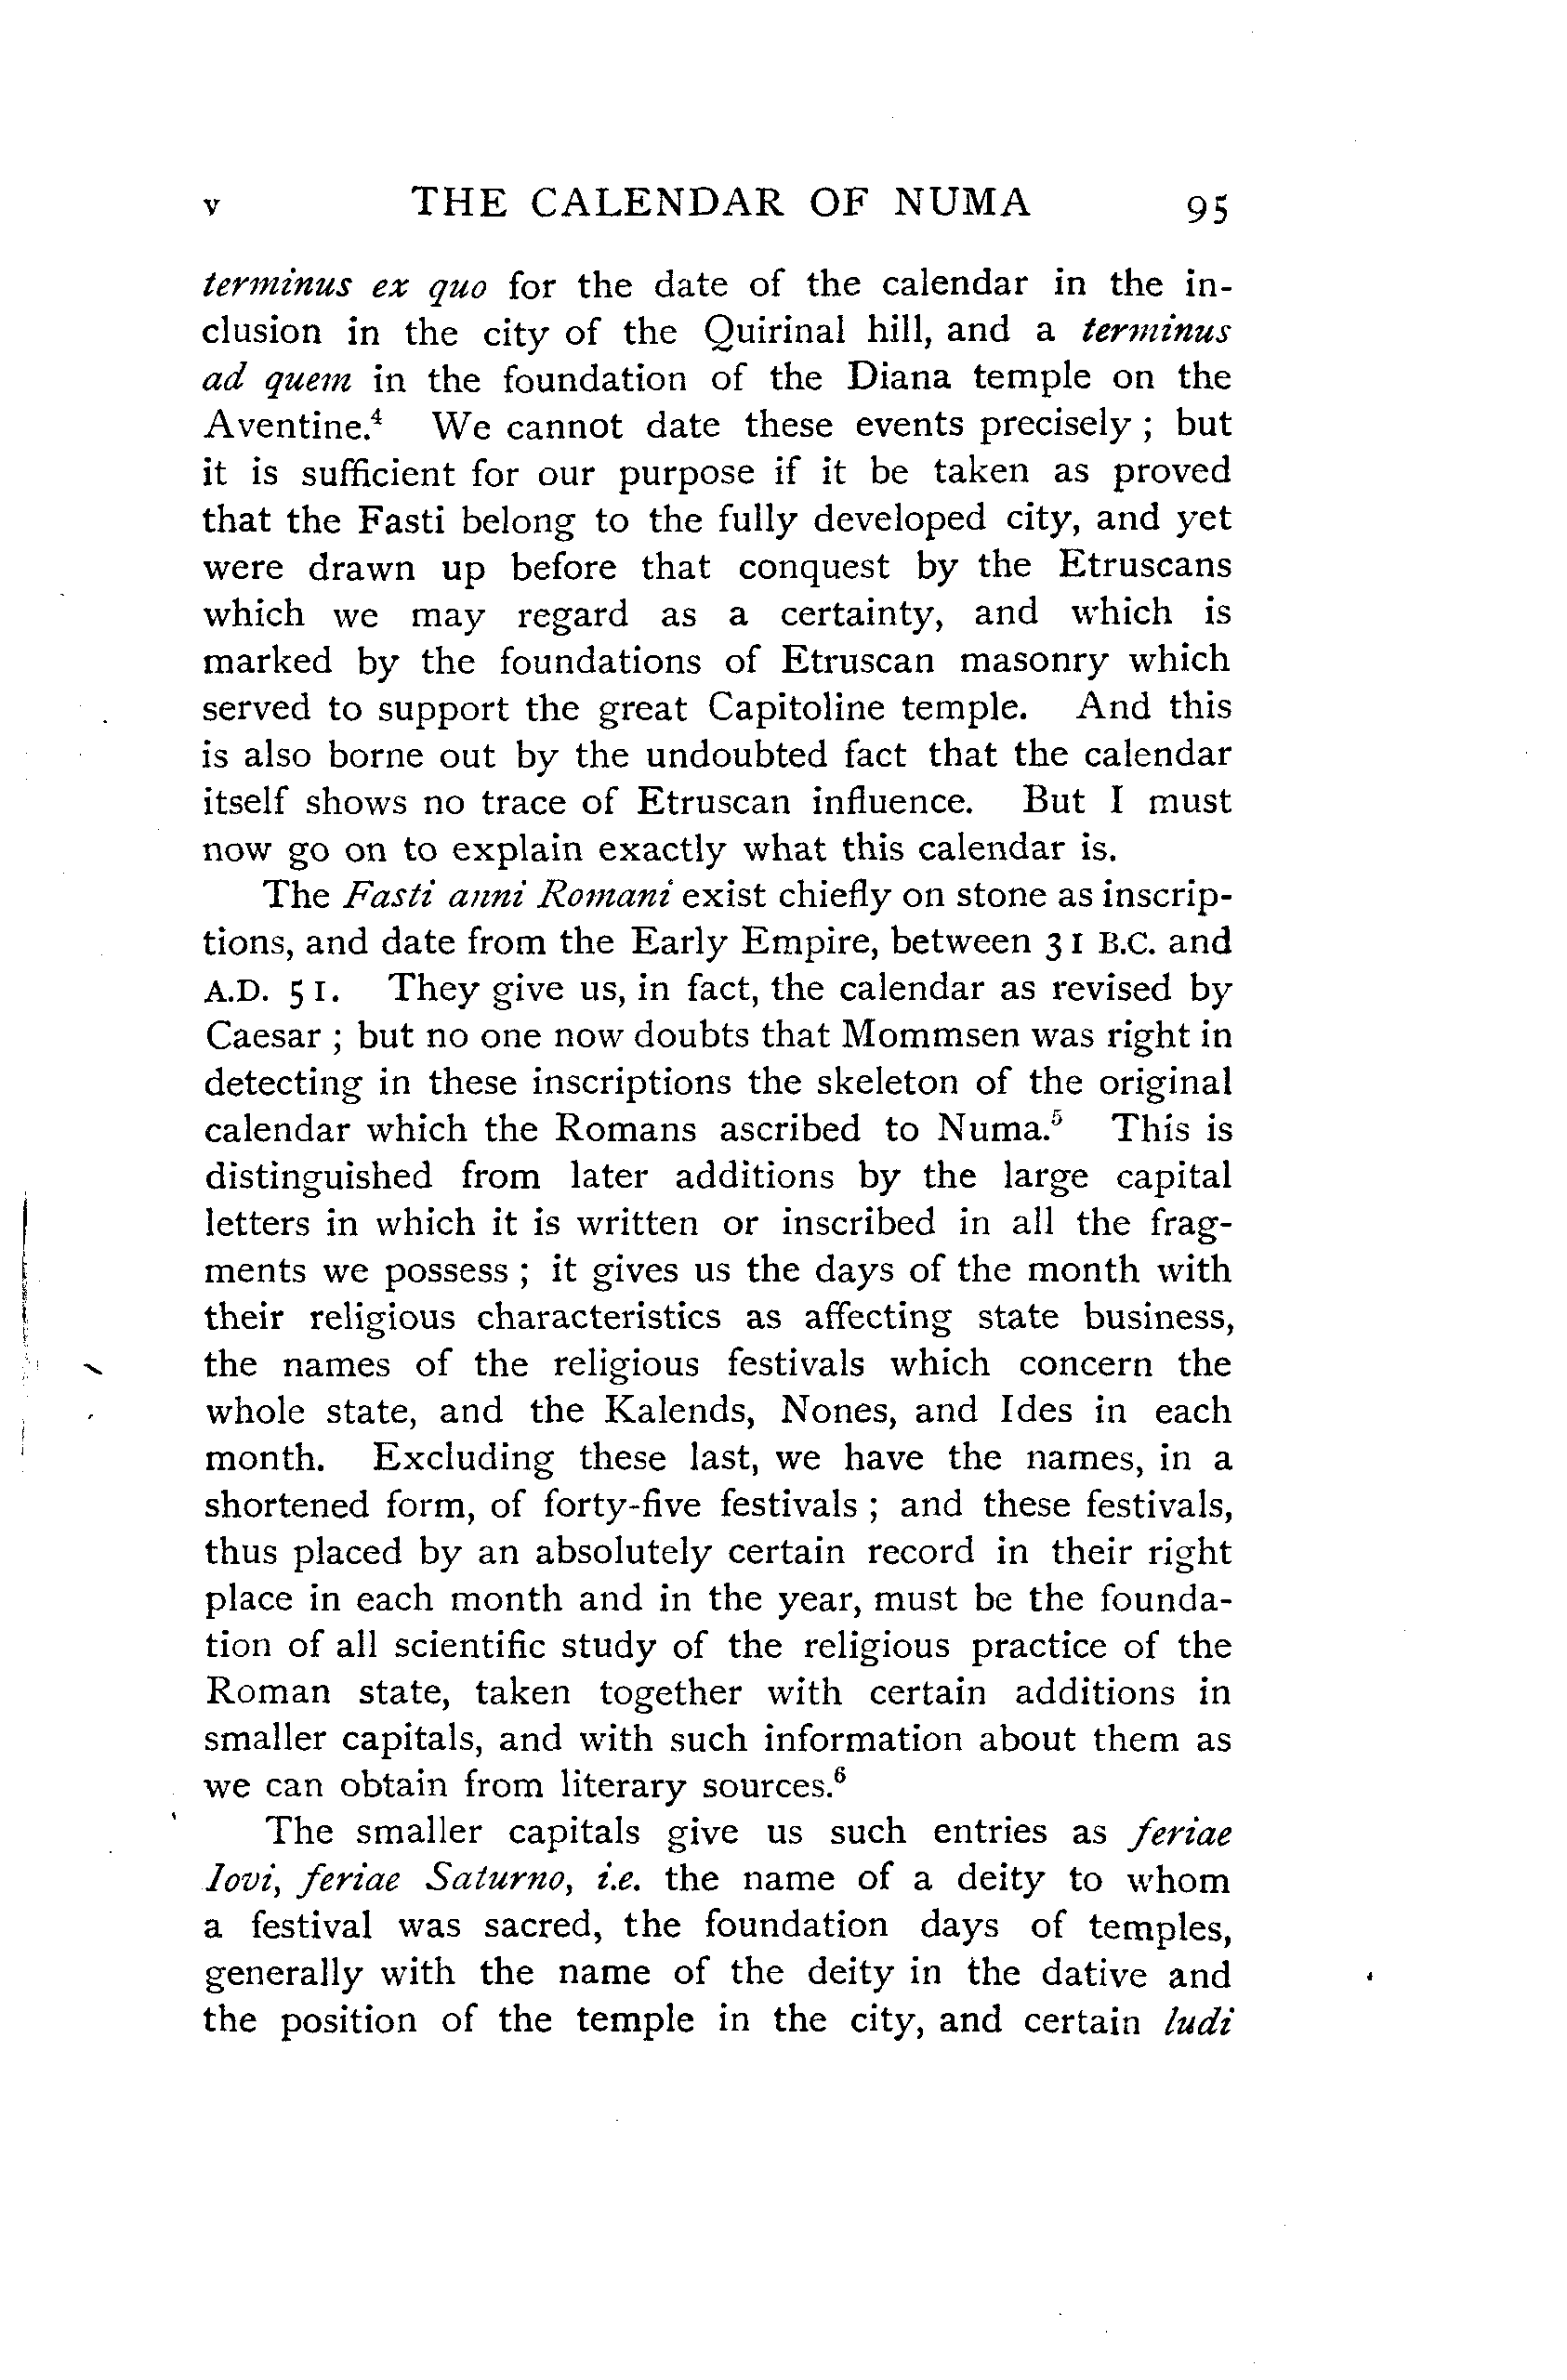 v THE CALENDAR OF NUMA 95
terminus ex quo for the date of the calendar in the in-
clusion in the city of the Quirinal hill, and a terminus
ad quem in the foundation of the Diana temple on the
Aventine.⁴ We cannot date these events precisely ; but
it is sufficient for our purpose if it be taken as proved
that the Fasti belong to the fully developed city, and yet
were drawn up before that conquest by the Etruscans
which we may regard as a certainty, and which is
marked by the foundations of Etruscan masonry which
served to support the great Capitoline temple. And this
is also borne out by the undoubted fact that the calendar
itself shows no trace of Etruscan influence. But I must
now go on to explain exactly what this calendar is.
The Fasti anni Romani exist chiefly on stone as inscrip-
tions, and date from the Early Empire, between 31 B.C. and
A.D. 51. They give us, in fact, the calendar as revised by
Caesar ; but no one now doubts that Mommsen was right in
detecting in these inscriptions the skeleton of the original
calendar which the Romans ascribed to Numa.⁵ This is
distinguished from later additions by the large capital
letters in which it is written or inscribed in all the frag-
ments we possess ; it gives us the days of the month with
their religious characteristics as affecting state business,
the names of the religious festivals which concern the
whole state, and the Kalends, Nones, and Ides in each
month. Excluding these last, we have the names, in a
shortened form, of forty-five festivals ; and these festivals,
thus placed by an absolutely certain record in their right
place in each month and in the year, must be the founda-
tion of all scientific study of the religious practice of the
Roman state, taken together with certain additions in
smaller capitals, and with such information about them as
we can obtain from literary sources.⁶
The smaller capitals give us such entries as feriae
Iovi, feriae Saturno, i.e. the name of a deity to whom
a festival was sacred, the foundation days of temples,
generally with the name of the deity in the dative and
the position of the temple in the city, and certain ludi